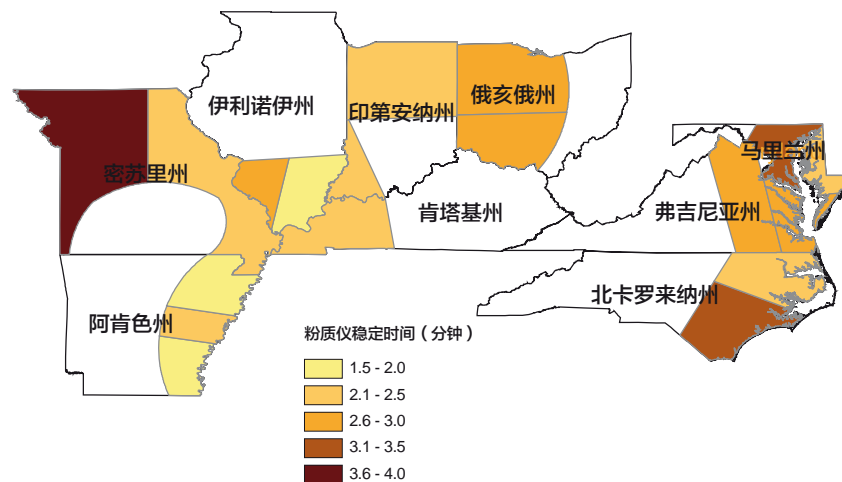 伊利诺伊州
印第安纳州
俄亥俄州
马里兰州
密苏里州
肯塔基州
弗吉尼亚州
北卡罗来纳州
阿肯色州
粉质仪稳定时间（分钟）
1.5 - 2.0
2.1 - 2.5
2.6 - 3.0
3.1 - 3.5
3.6 - 4.0